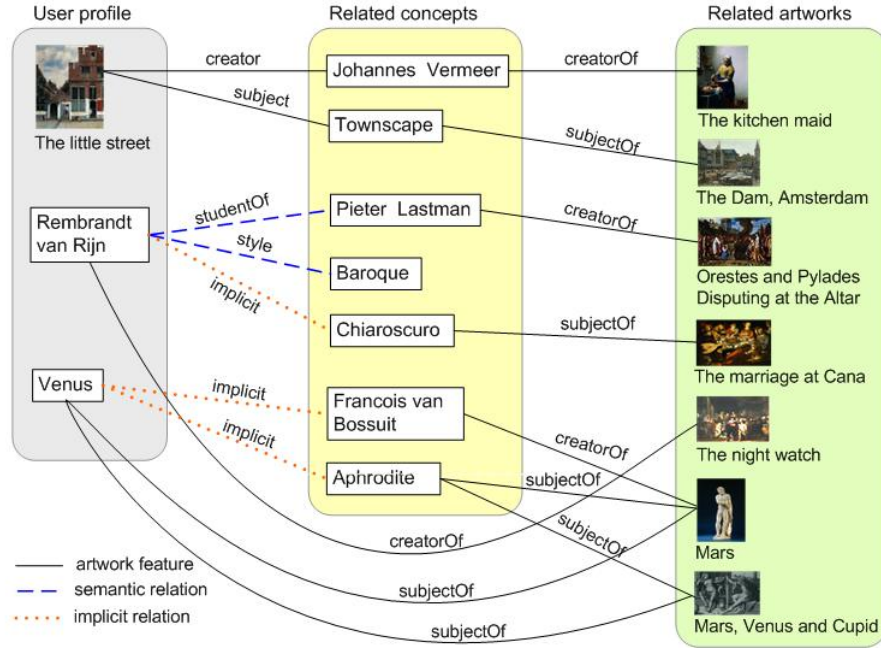 User profile
Related concepts
Related artworks
creator
Johannes Vermeer
creatorOf
subject
The kitchen maid
The little street
Townscape
subjectOf
The Dam, Amsterdam
Rembrandt
van Rijn
studentOf
Pieter Lastman
creatorOf
style
Baroque
Orestes and Pylades
Disputing at the Altar
implicit
Chiaroscuro
subjectOf
The marriage at Cana
Venus
implicit
Francois van
Bossuit
creatorOf
The night watch
implicit
Aphrodite
subjectOf
subjectOf
creatorOf
Mars
artwork feature
semantic relation
subjectOf
implicit relation
subjectOf
Mars, Venus and Cupid